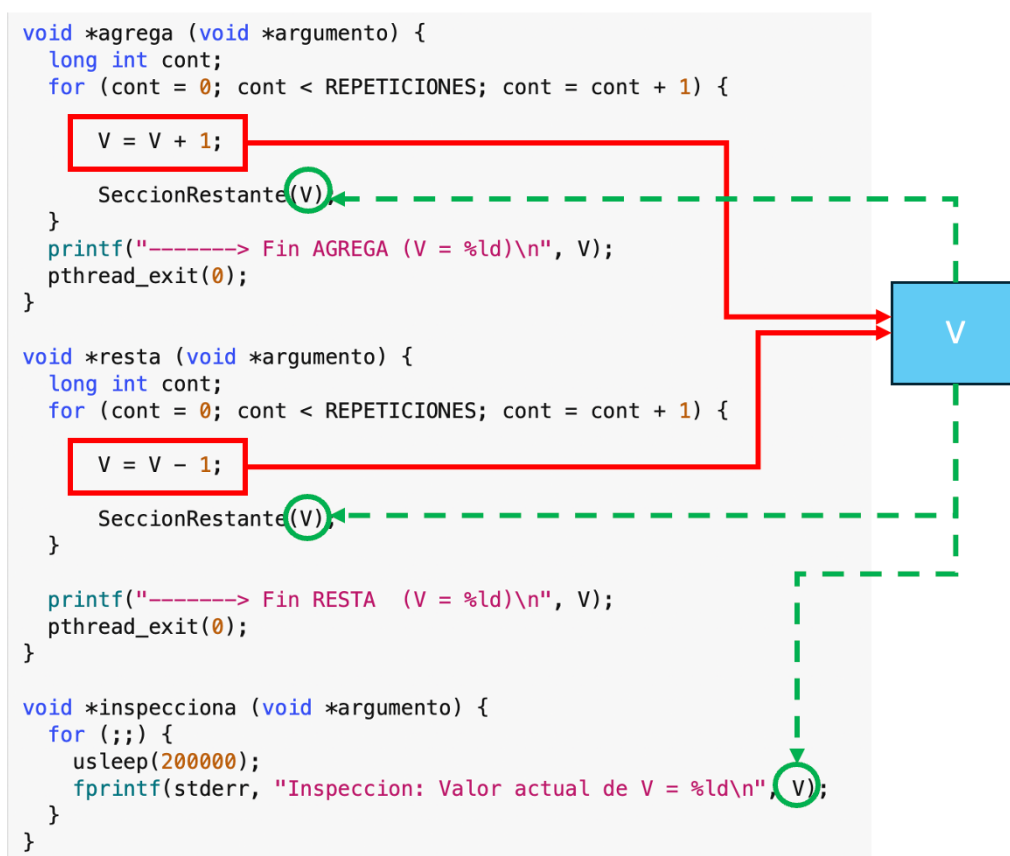 void *agrega (void *argumento) {
  long int cont;
  for (cont = 0; cont < REPETICIONES; cont = cont + 1) {
      V = V + 1;
      SeccionRestante(V);
  }
  printf("-------> Fin AGREGA (V = %ld)\n", V);
  pthread_exit(0);
}
V
void *resta (void *argumento) {
  long int cont;
  for (cont = 0; cont < REPETICIONES; cont = cont + 1) {
      V = V - 1;
      SeccionRestante(V);
  }
  printf("-------> Fin RESTA  (V = %ld)\n", V);
  pthread_exit(0);
}
void *inspecciona (void *argumento) {
  for (;;) {
    usleep(200000);
    fprintf(stderr, "Inspeccion: Valor actual de V = %ld\n", V);
  }
}